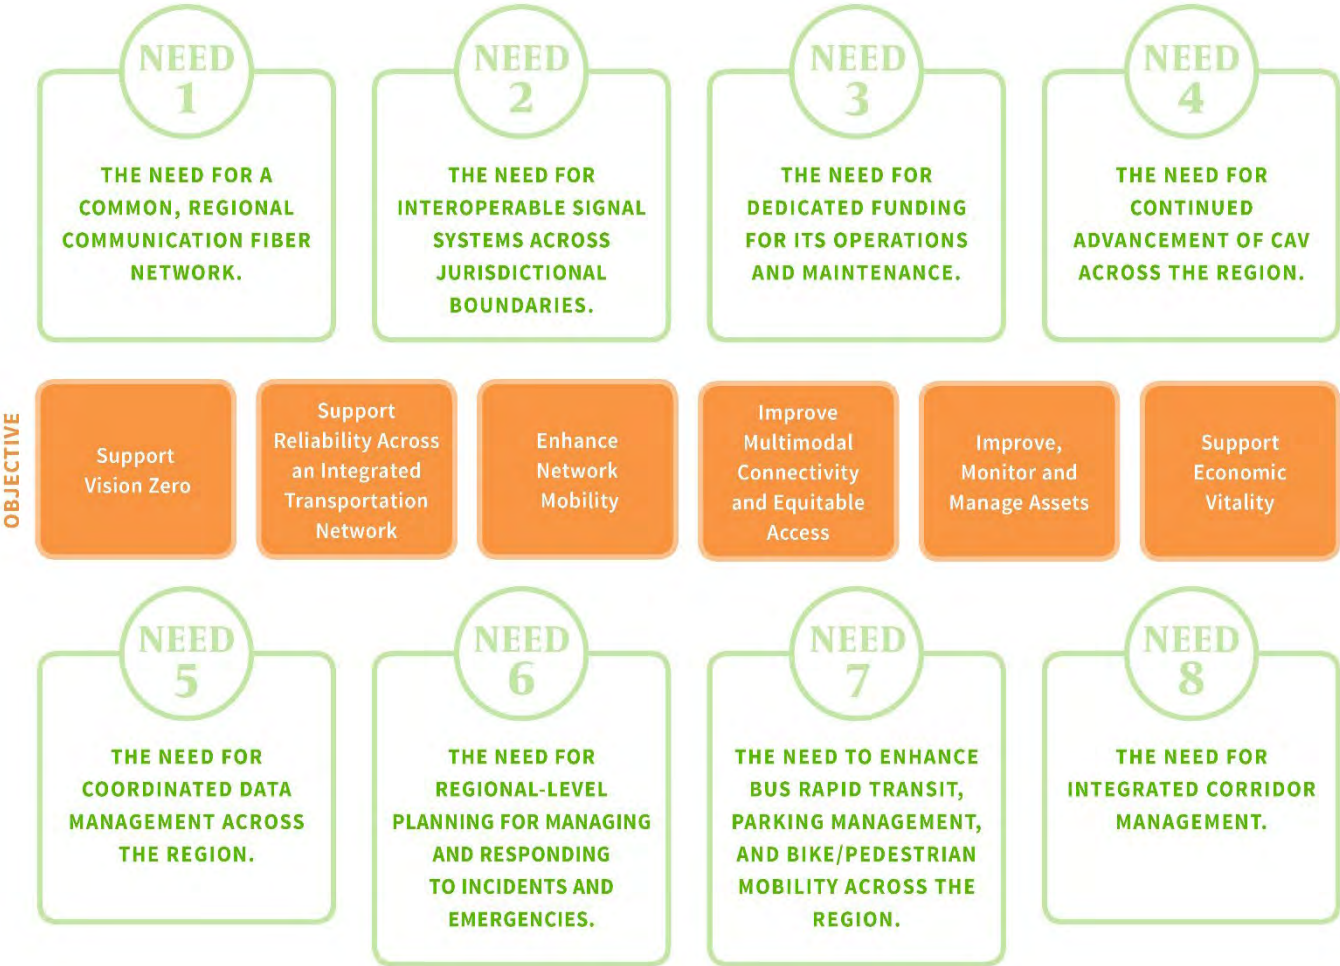 NEED
1
THE NEED FOR A
COMMON, REGIONAL
COMMUNICATION FIBER
NETWORK.
NEED
2
THE NEED FOR
INTEROPERABLE SIGNAL
SYSTEMS ACROSS
JURISDICTIONAL
BOUNDARIES.
NEED
3
THE NEED FOR
DEDICATED FUNDING
FOR ITS OPERATIONS
AND MAINTENANCE.
NEED
4
THE NEED FOR
CONTINUED
ADVANCEMENT OF CAV
ACROSS THE REGION.
OBJECTIVE
Support
Vision Zero
Support
Reliability Across
an Integrated
Transportation
Network
Enhance
Network
Mobility
Improve
Multimodal
Connectivity
and Equitable
Access
Improve,
Monitor and
Manage Assets
Support
Economic
Vitality
NEED
5
THE NEED FOR
COORDINATED DATA
MANAGEMENT ACROSS
THE REGION.
NEED
6
THE NEED FOR
REGIONAL-LEVEL
PLANNING FOR MANAGING
AND RESPONDING
TO INCIDENTS AND
EMERGENCIES.
NEED
7
THE NEED TO ENHANCE
BUS RAPID TRANSIT,
PARKING MANAGEMENT,
AND BIKE/PEDESTRIAN
MOBILITY ACROSS THE
REGION.
NEED
8
THE NEED FOR
INTEGRATED CORRIDOR
MANAGEMENT.